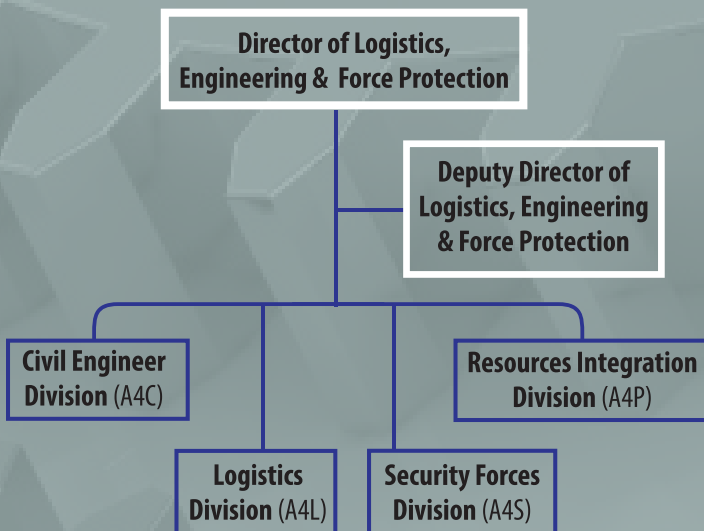 Director of Logistics,
Engineering & Force Protection
Deputy Director of
Logistics, Engineering
& Force Protection
Civil Engineer
Division (A4C)
Resources Integration
Division (A4P)
Logistics
Division (A4L)
Security Forces
Division (A4S)